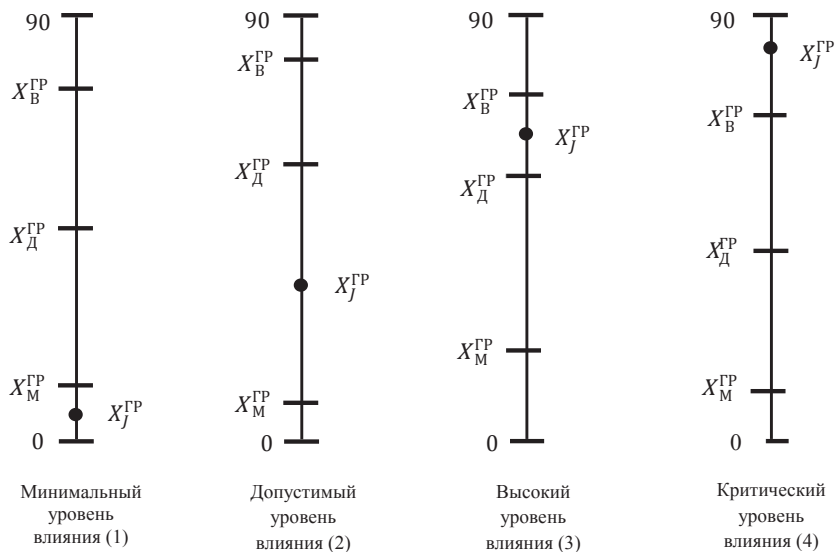 90
X_В^ГР
X_Д^ГР
X_М^ГР
X_J^ГР
0
Минимальный
уровень
влияния (1)
90
X_В^ГР
X_Д^ГР
X_J^ГР
X_М^ГР
0
Допустимый
уровень
влияния (2)
90
X_В^ГР
X_J^ГР
X_Д^ГР
X_М^ГР
0
Высокий
уровень
влияния (3)
90
X_J^ГР
X_В^ГР
X_Д^ГР
X_М^ГР
0
Критический
уровень
влияния (4)